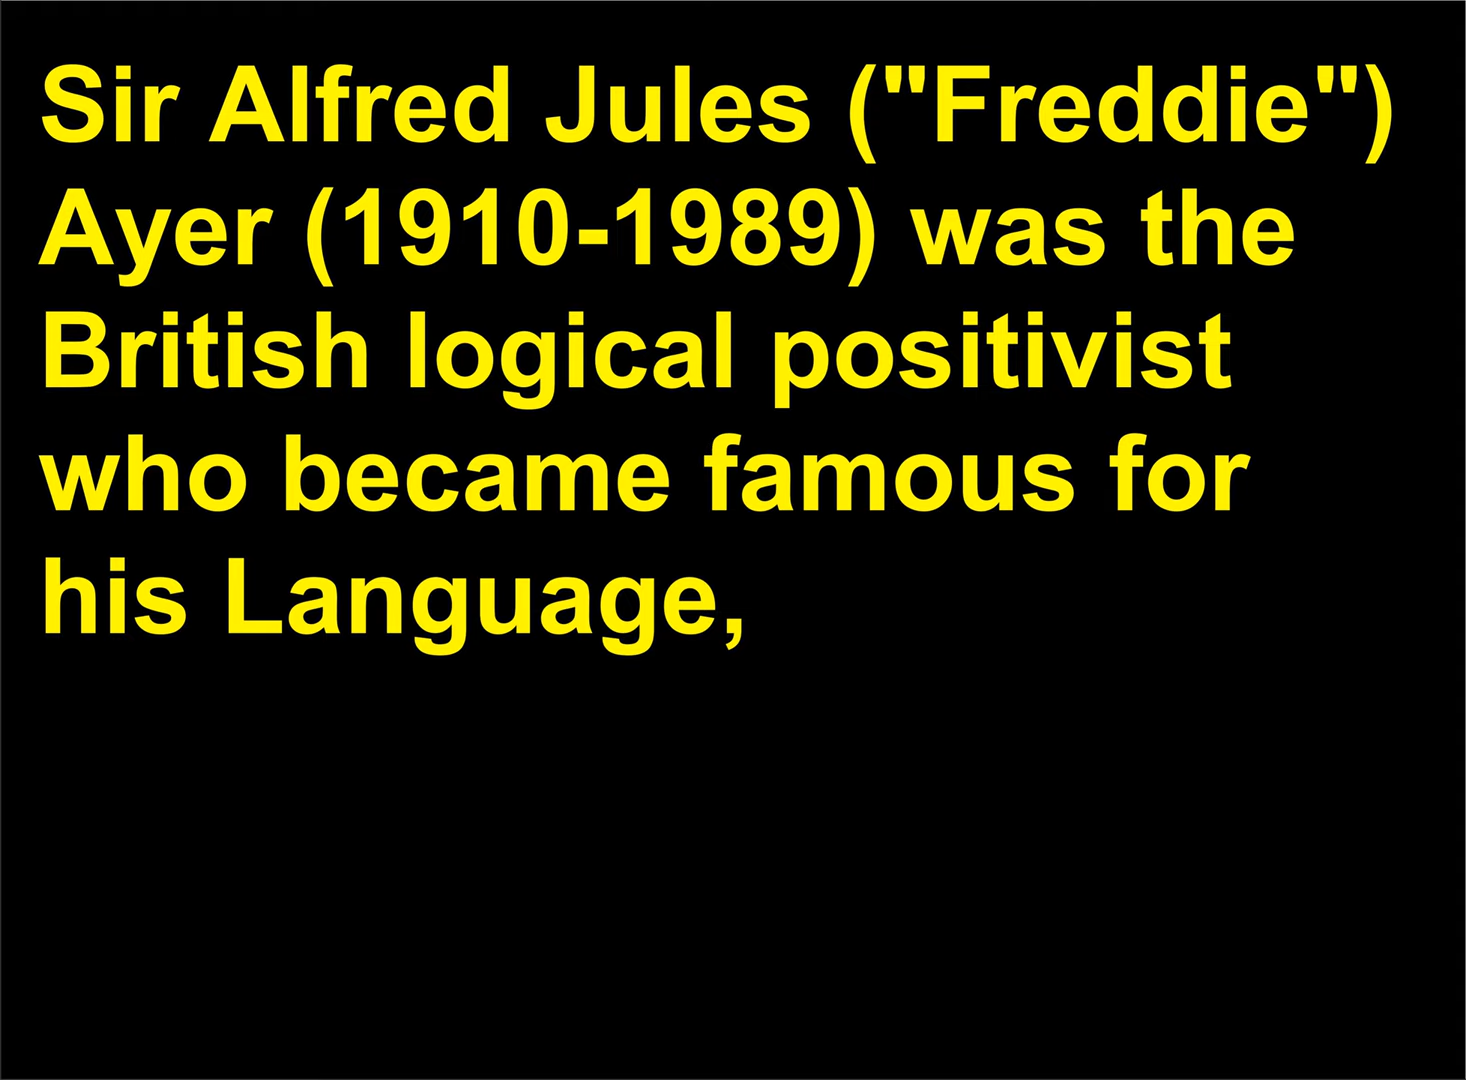 Sir Alfred Jules ("Freddie")
Ayer (1910-1989) was the
British logical positivist
who became famous for
his Language,